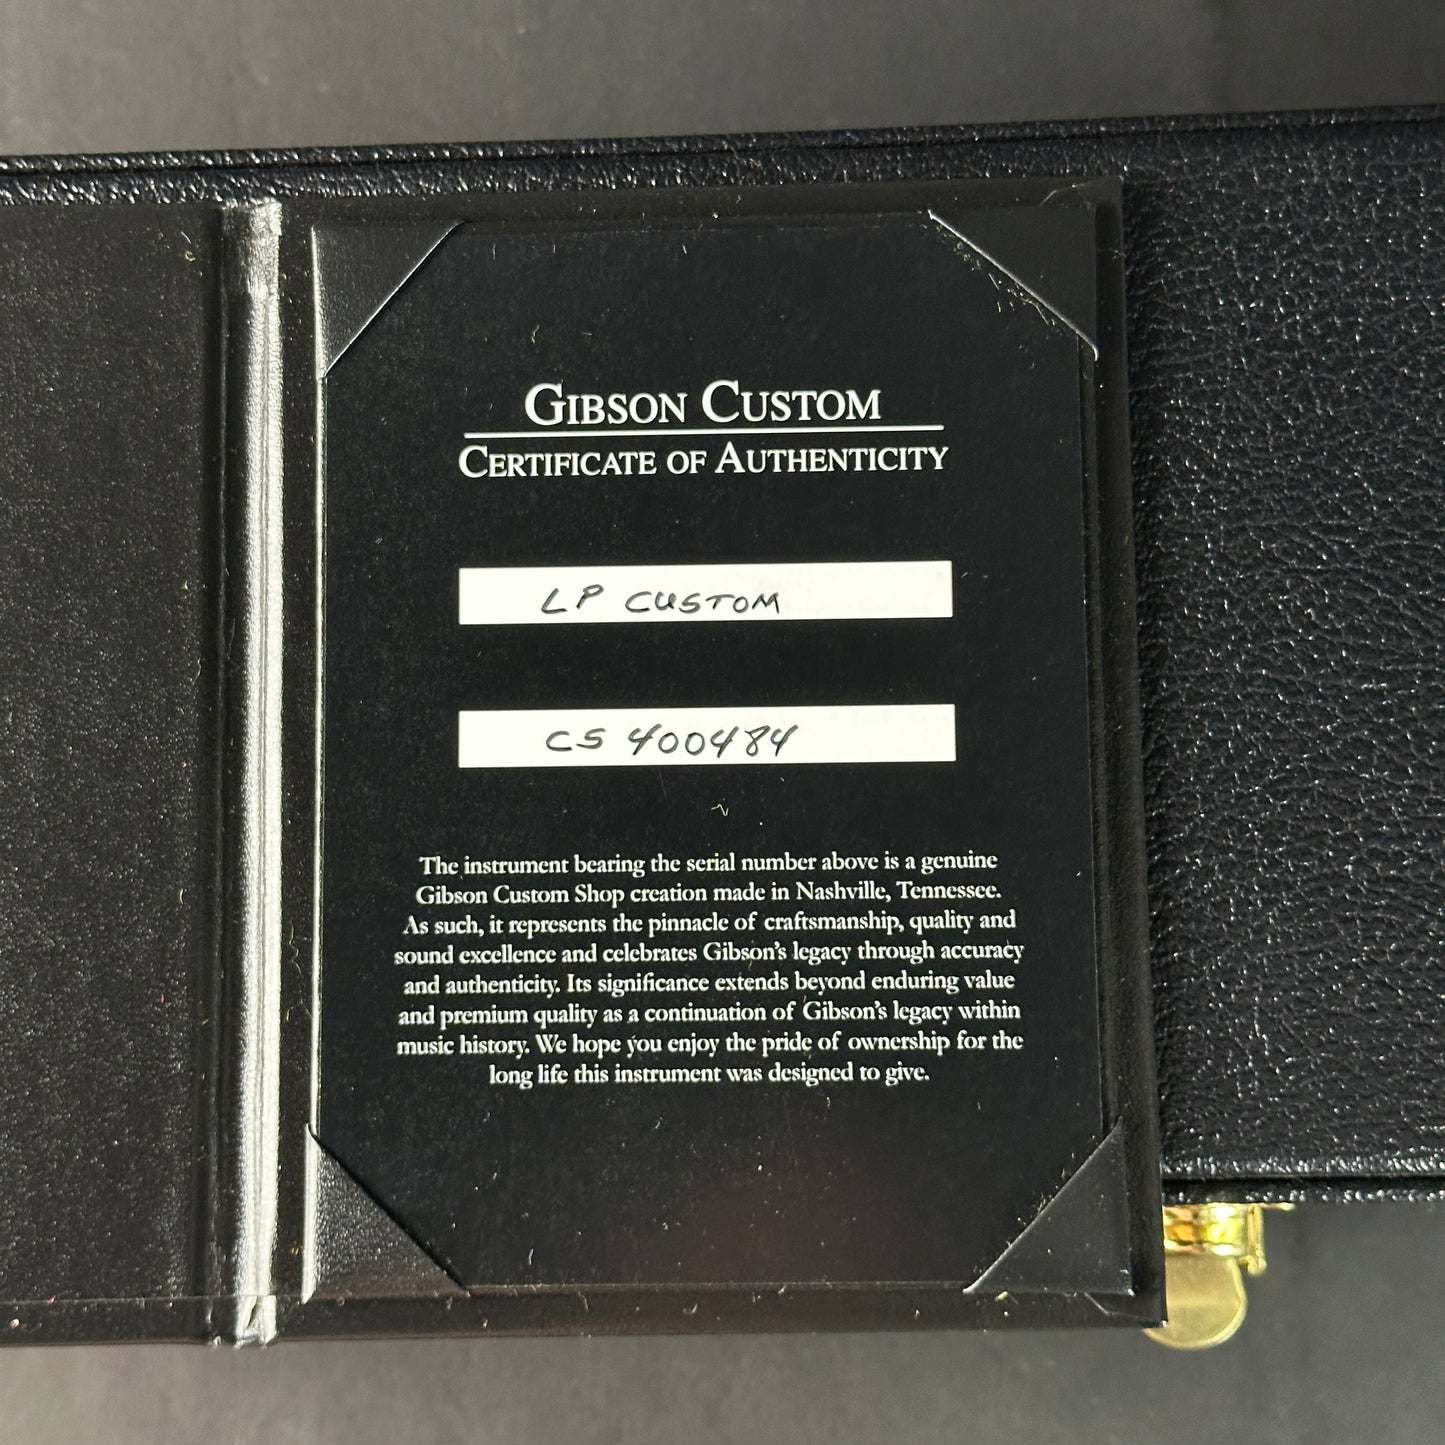 GIBSON CUSTOM
CERTIFICATE OF AUTHENTICITY
LP CUSTOM
CS 400484
The instrument bearing the serial number above is a genuine
Gibson Custom Shop creation made in Nashville, Tennessee.
As such, it represents the pinnacle of craftsmanship, quality and
sound excellence and celebrates Gibson's legacy through accuracy
and authenticity. Its significance extends beyond enduring value
and premium quality as a continuation of Gibson's legacy within
music history. We hope you enjoy the pride of ownership for the
long life this instrument was designed to give.